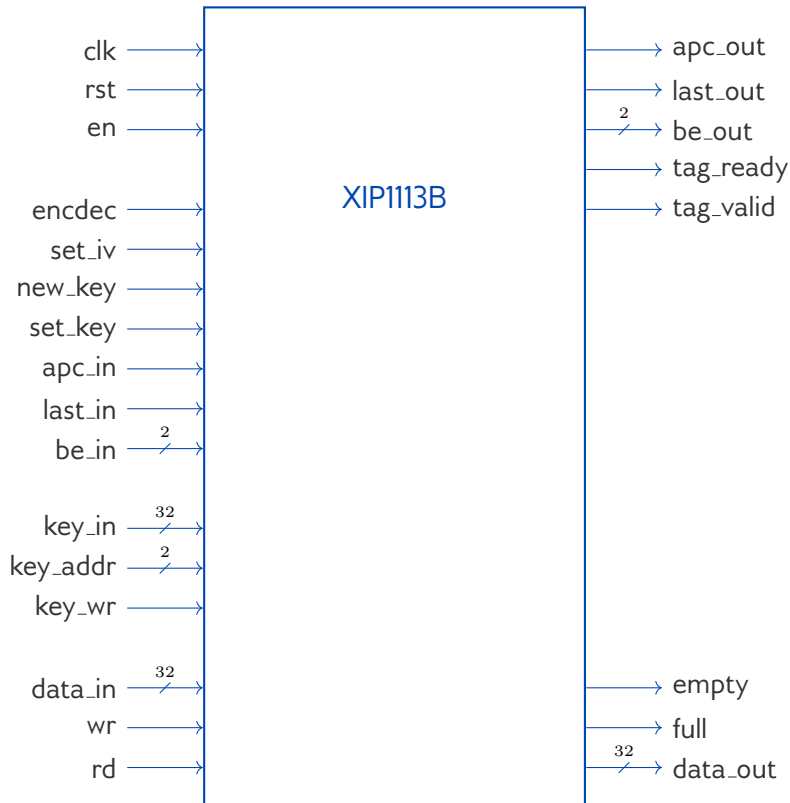 clk
rst
en
encdec
set_iv
new_key
set_key
apc_in
last_in
2
be_in
32
key_in
2
key_addr
key_wr
32
data_in
wr
rd
XIP1113B
apc_out
last_out
2
be_out
tag_ready
tag_valid
empty
full
32
data_out